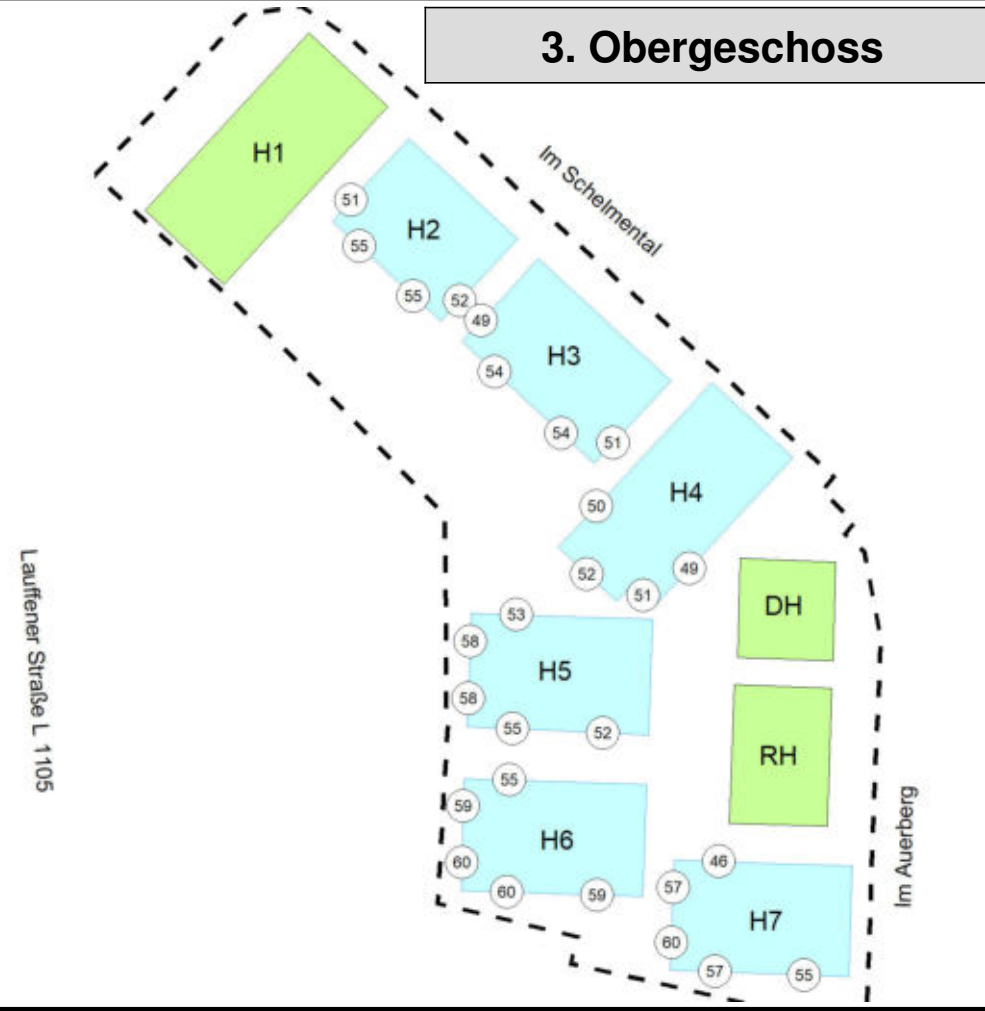 3. Obergeschoss
H1
Im Schelmental
51
H2
55
55
52
49
H3
54
54
51
H4
50
52
49
51
DH
53
58
H5
58
55
52
RH
Lauffener Straße L 1105
55
59
H6
60
60
59
Im Auerberg
46
57
H7
60
57
55